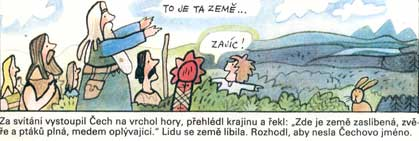 TO JE TA ZEMĚ...
ZAJÍC!
Za svítání vystoupil Čech na vrchol hory, přehlédl krajinu a řekl: „Zde je země zaslíbená, zvě-
ře a ptáků plná, medem oplývající.“ Lidu se země líbila. Rozhodl, aby nesla Čechovo jméno.